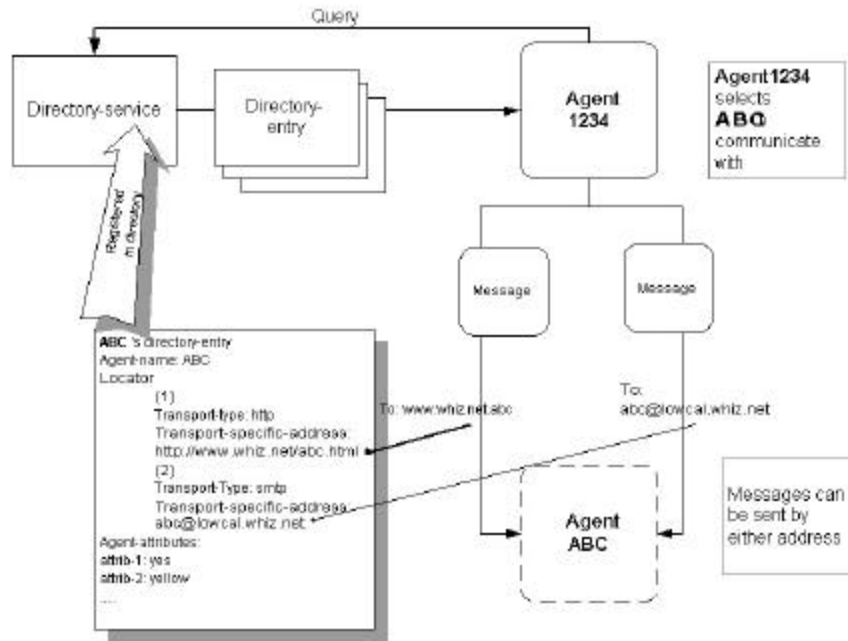 Query
Directory-service
Directory-
entry
Agent
1234
Agent1234
selects
ABC
communicate
with
Registered
in directory
Message
Message
ABC 's directory-entry
Agent-name: ABC
Locator
(1)
Transport-type: http
Transport-specific-address:
http://www.whiz.net/abc.html
(2)
Transport-Type: smtp
Transport-specific-address:
abc@lowcal.whiz.net
Agent-attributes:
attrib-1: yes
attrib-2: yellow
....
To: www.whiz.net.abc
To:
abc@lowcal.whiz.net
Agent
ABC
Messages can
be sent by
either address